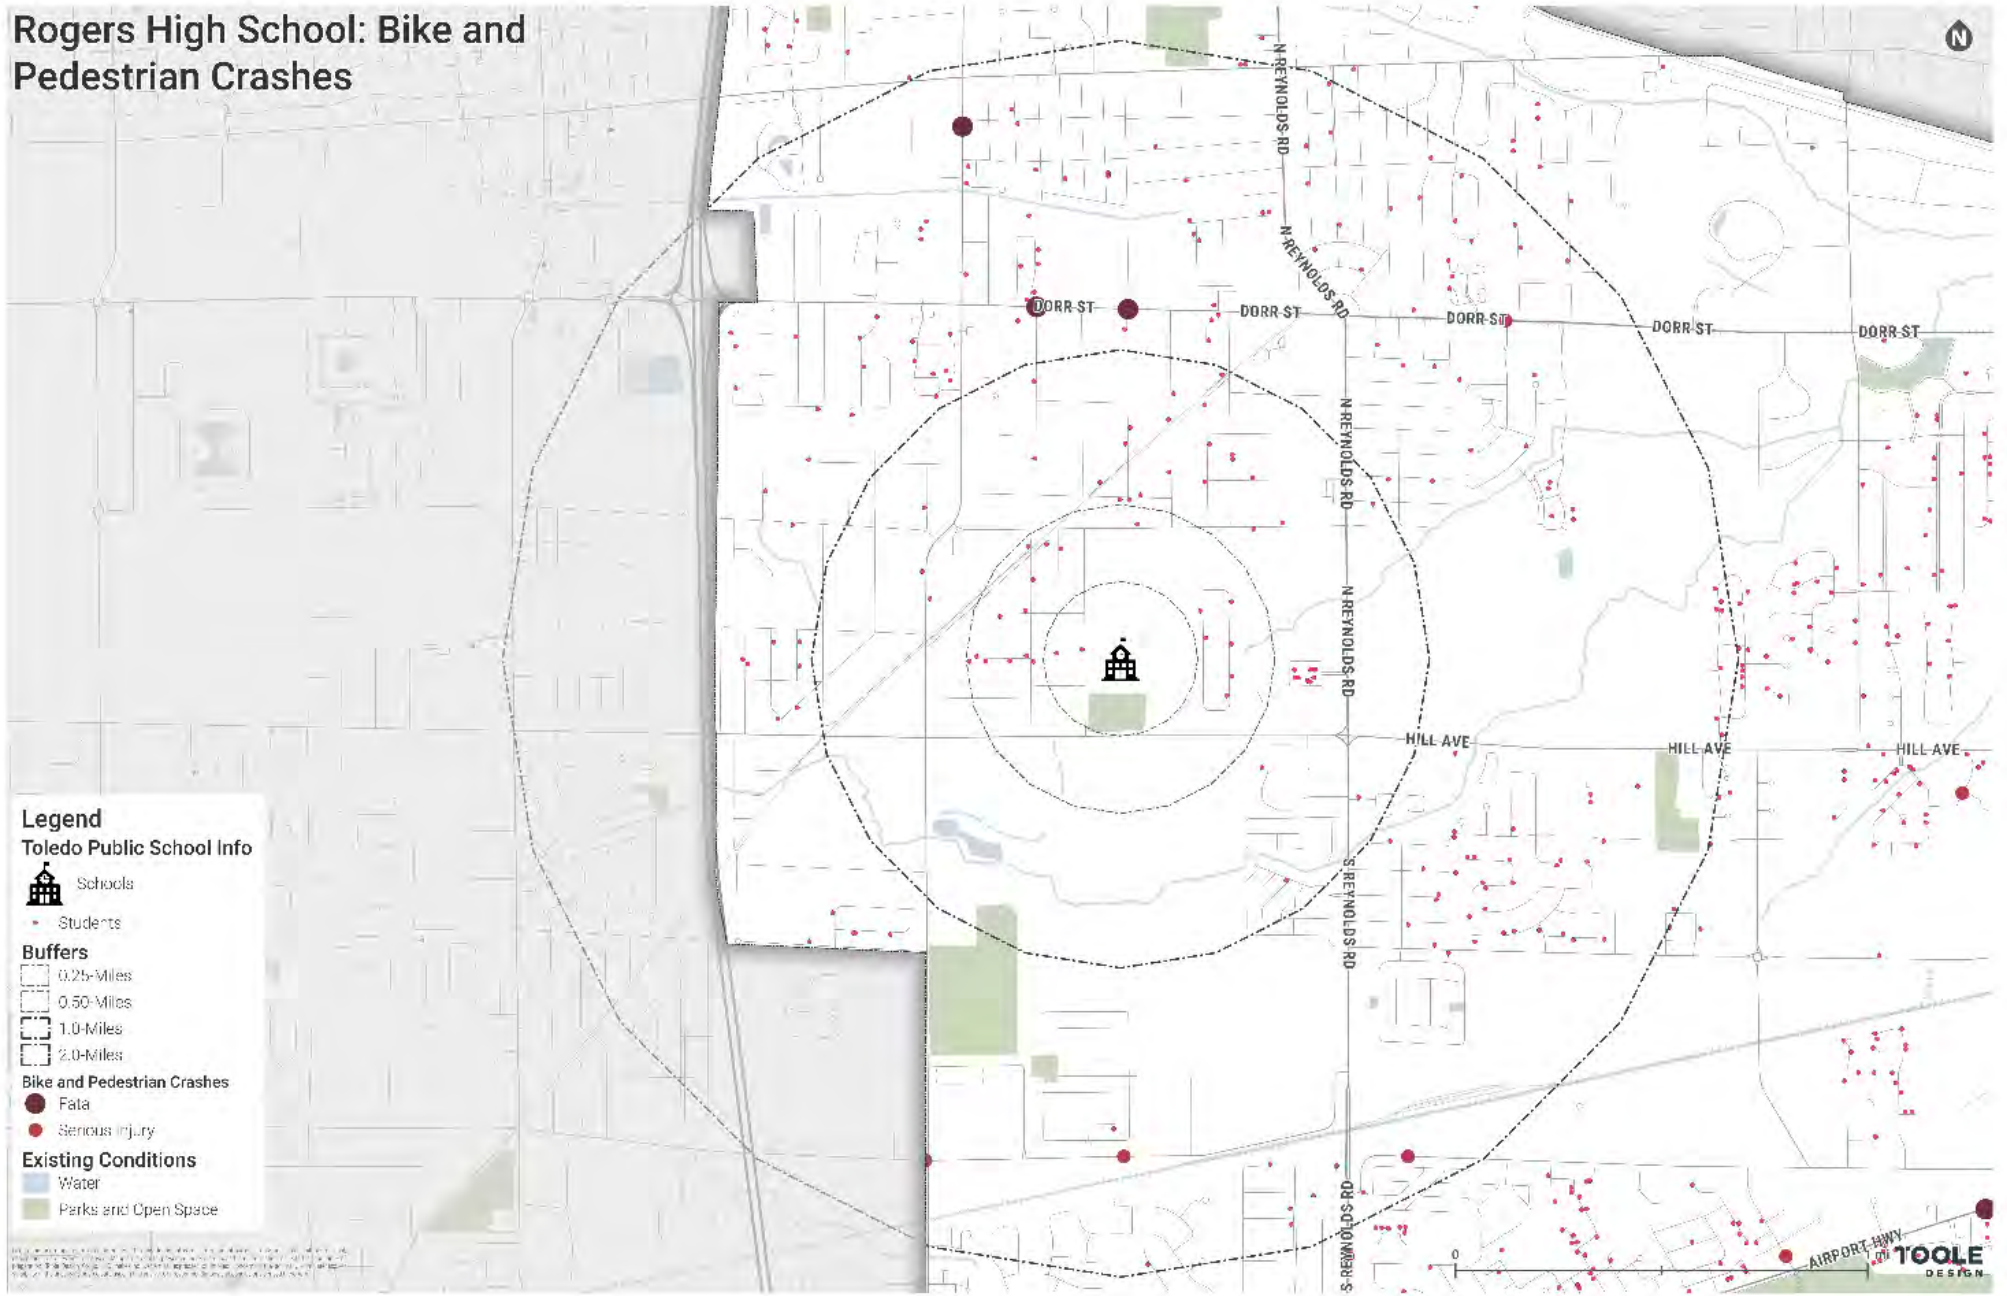 Rogers High School: Bike and
Pedestrian Crashes
N
N REYNOLDS RD
N REYNOLDS RD
DORR ST
DORR ST
DORR ST
DORR ST
DORR ST
N REYNOLDS RD
N REYNOLDS RD
HILL AVE
HILL AVE
HILL AVE
S REYNOLDS RD
S REYNOLDS RD
AIRPORT HWY
Legend
Toledo Public School Info
Schools
Students
Buffers
0.25-Miles
0.50-Miles
1.0-Miles
2.0-Miles
Bike and Pedestrian Crashes
Fata
Serious Injury
Existing Conditions
Water
Parks and Open Space
0
1 mi
TOOLE
DESIGN